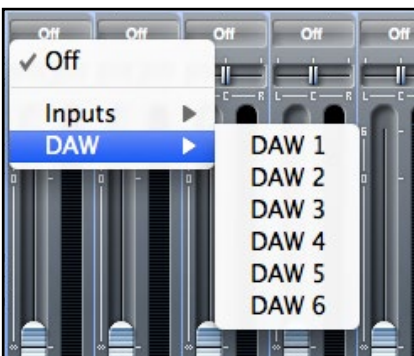 Off Off Off Off Off
✓ Off
Inputs ▶
DAW ▶
DAW 1
DAW 2
DAW 3
DAW 4
DAW 5
DAW 6
C R L C R L C